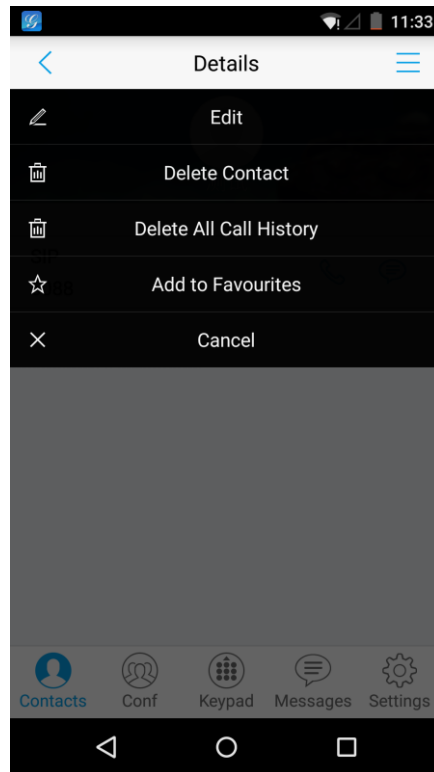 11:33
Details
Edit
Delete Contact
Delete All Call History
Add to Favourites
Cancel
Contacts Conf Keypad Messages Settings